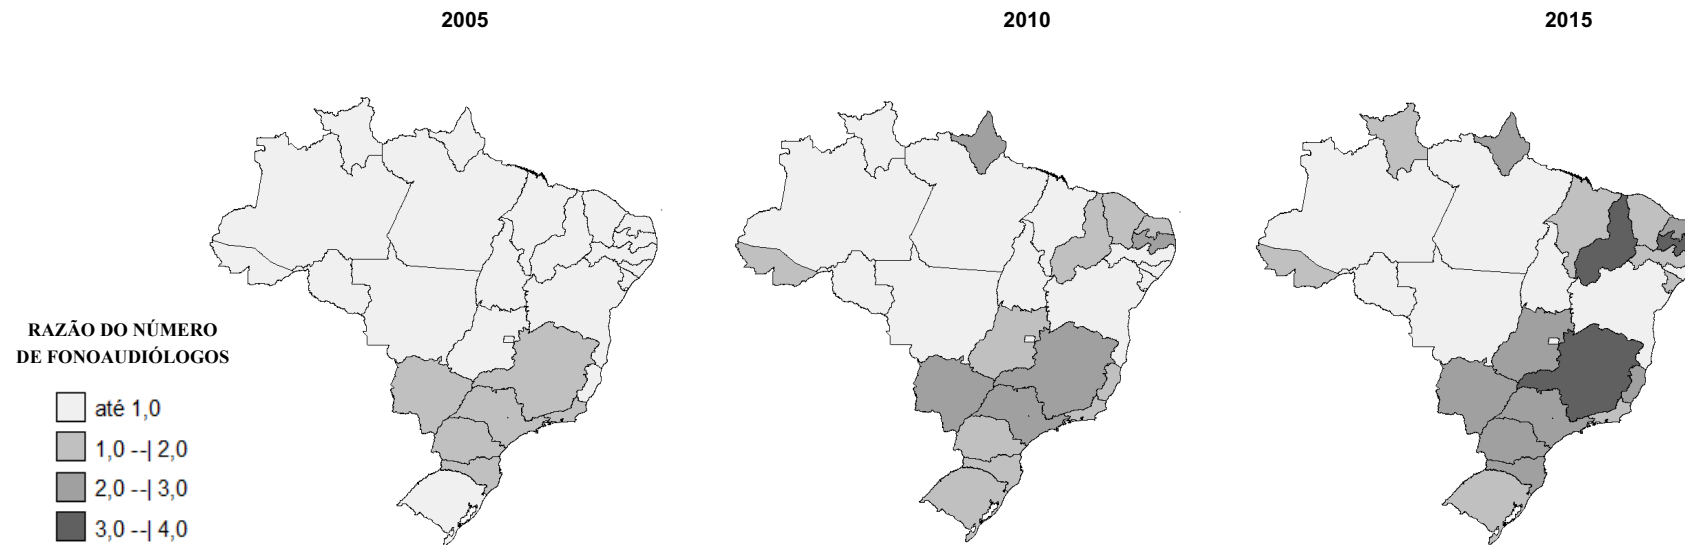 2005
2010
2015
RAZÃO DO NÚMERO
DE FONOAUDIÓLOGOS
até 1,0
1,0 --| 2,0
2,0 --| 3,0
3,0 --| 4,0